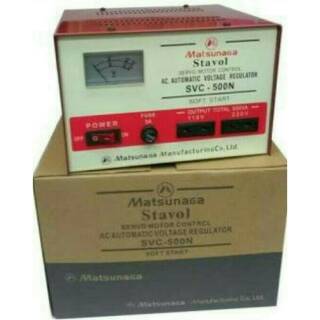 Matsunaga
Stavol
SERVO MOTOR CONTROL
AC AUTOMATIC VOLTAGE REGULATOR
SVC - 500N
SOFT START
POWER
OFF
ON
FUSE
5A
OUTPUT TOTAL 500VA
110V
220V
Matsunaga Manufacturing Co,Ltd.
Matsunaga
Stavol
SERVO MOTOR CONTROL
AC AUTOMATIC VOLTAGE REGULATOR
SVC-500N
SOFT START
Matsunaga
Matsunaga Manufacturing Co.,Ltd.